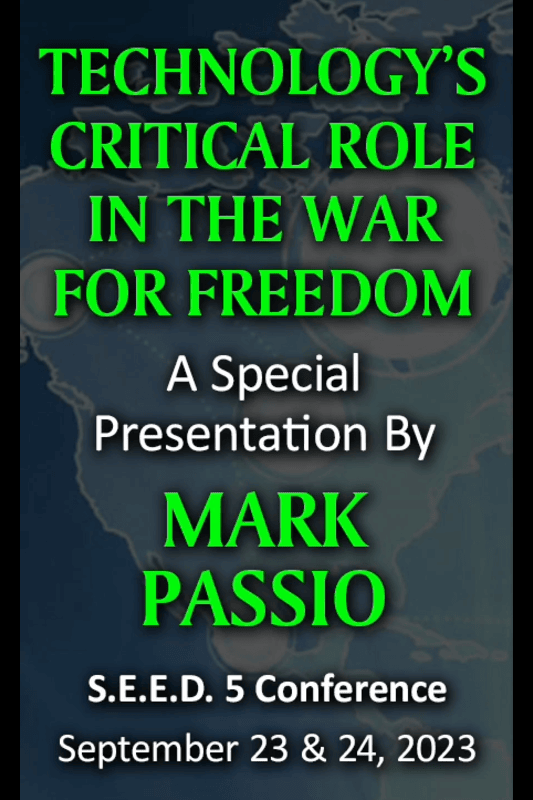 TECHNOLOGY’S
CRITICAL ROLE
IN THE WAR
FOR FREEDOM
A Special
Presentation By
MARK
PASSIO
S.E.E.D. 5 Conference
September 23 & 24, 2023